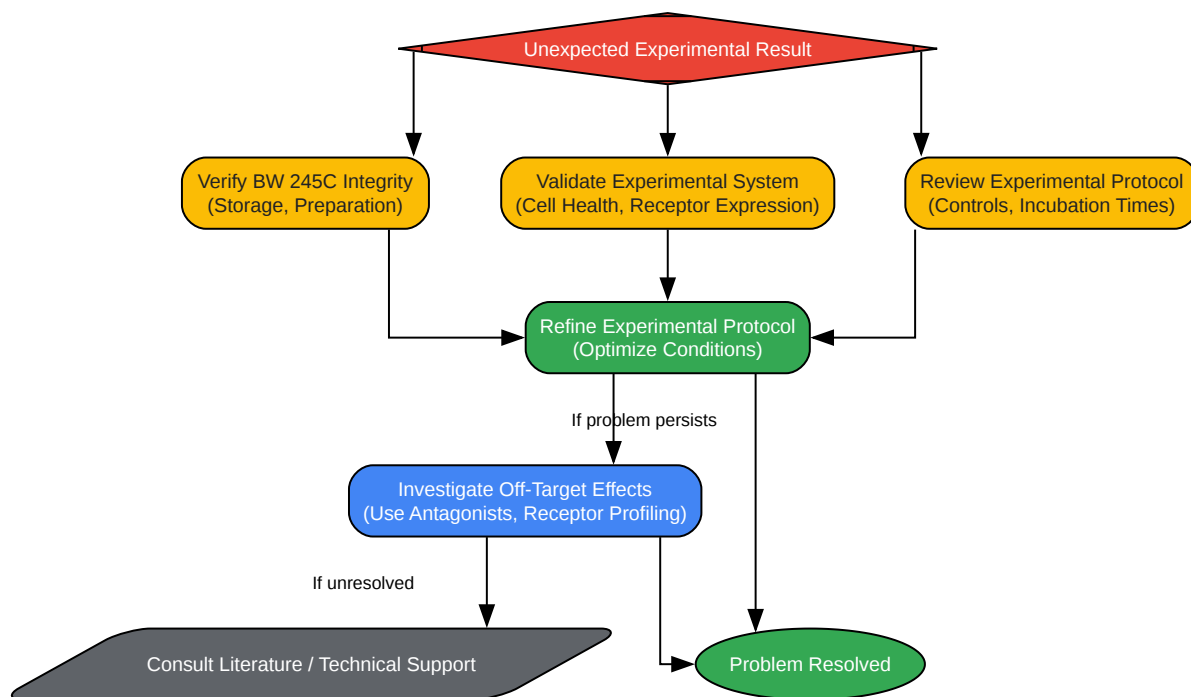 Unexpected Experimental Result
Verify BW 245C Integrity
(Storage, Preparation)
Validate Experimental System
(Cell Health, Receptor Expression)
Review Experimental Protocol
(Controls, Incubation Times)
Refine Experimental Protocol
(Optimize Conditions)
If problem persists
Investigate Off-Target Effects
(Use Antagonists, Receptor Profiling)
If unresolved
Consult Literature / Technical Support
Problem Resolved